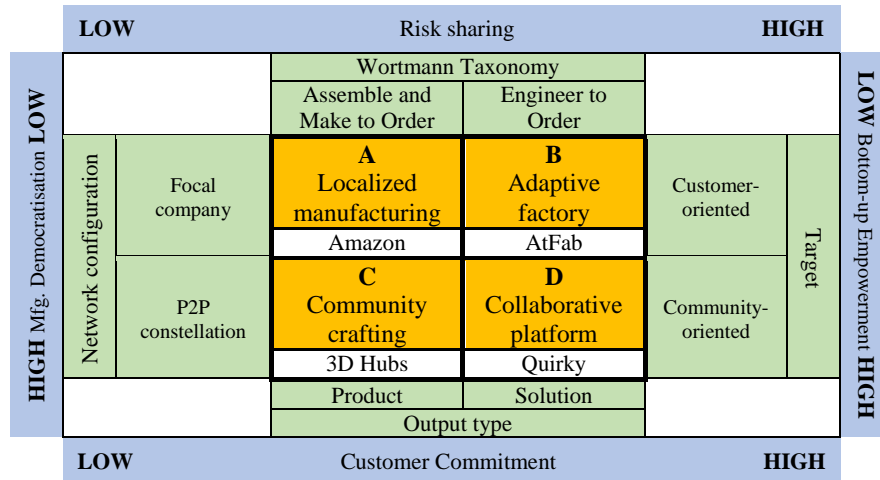 LOW Risk sharing HIGH
Wortmann Taxonomy
Assemble and
Make to Order
Engineer to
Order
HIGH Mfg. Democratisation LOW
Network configuration
Focal
company
A
Localized
manufacturing
Amazon
B
Adaptive
factory
AtFab
Customer-
oriented
Target
LOW Bottom-up Empowerment HIGH
P2P
constellation
C
Community
crafting
3D Hubs
D
Collaborative
platform
Quirky
Community-
oriented
Product
Solution
Output type
LOW Customer Commitment HIGH